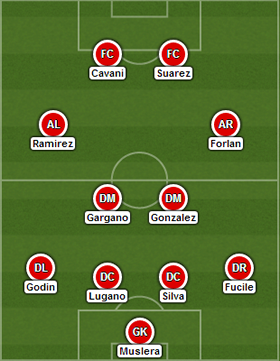 FC FC
Cavani Suarez
AL AR
Ramirez Forlan
DM DM
Gargano Gonzalez
DL DC DC DR
Godin Lugano Silva Fucile
GK
Muslera